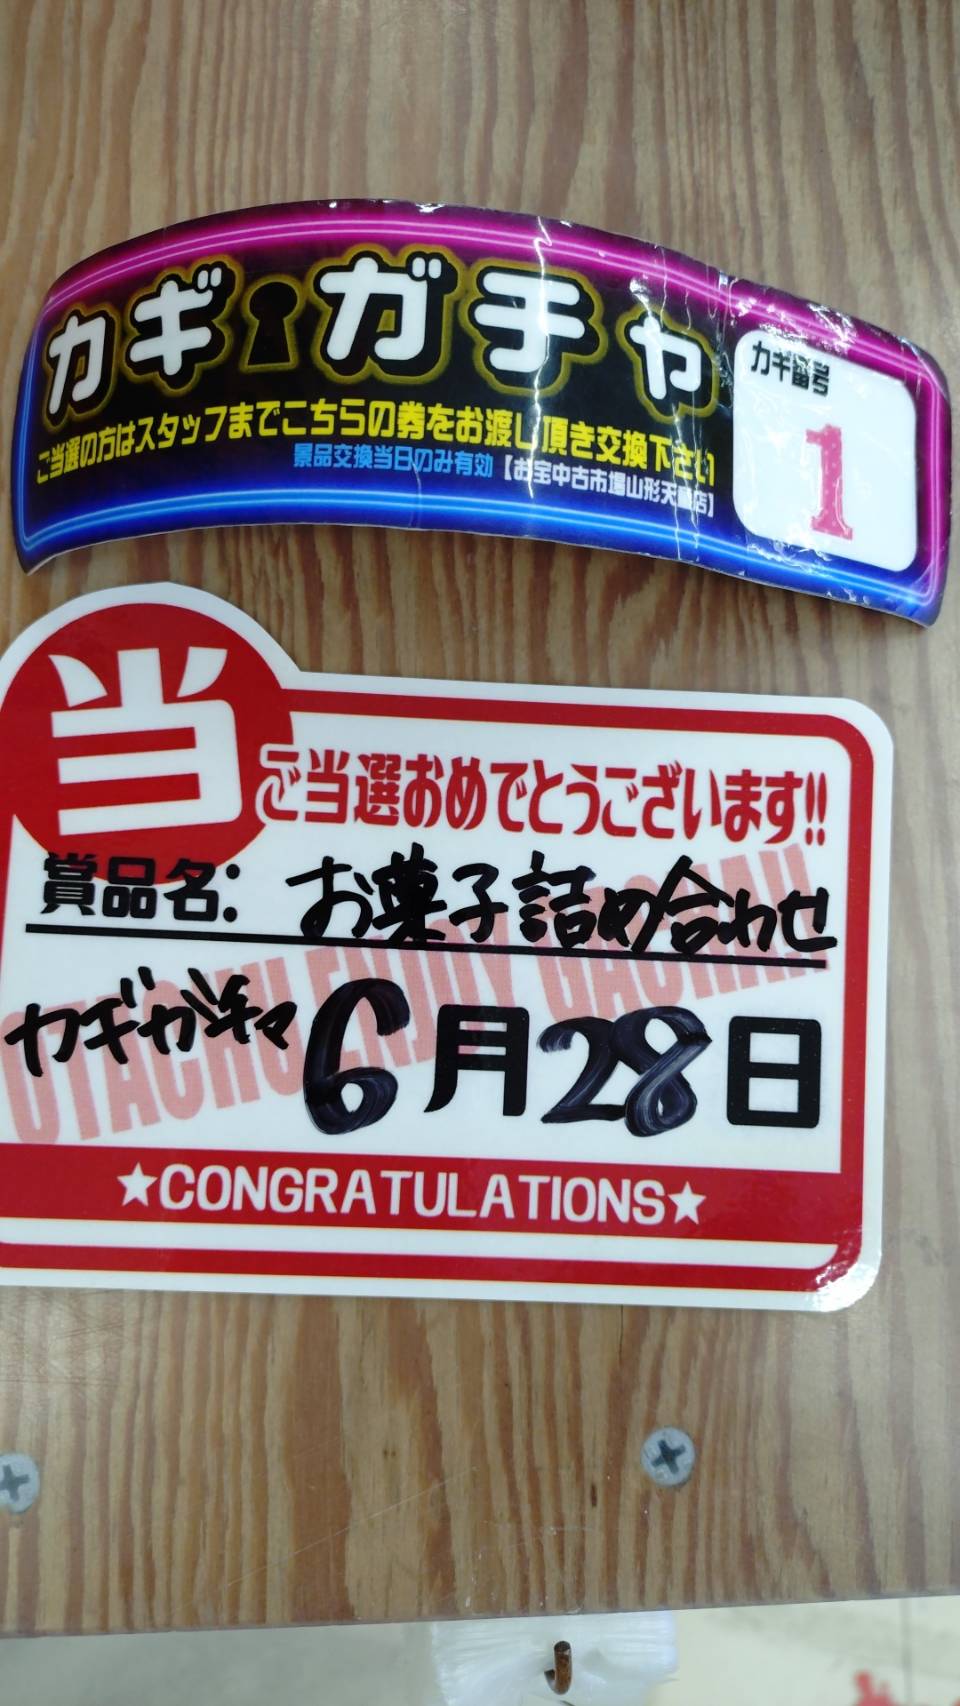 カギガチャ
カギ番号
1
ご当選の方はスタッフまでこちらの券をお渡し頂き交換下さい
景品交換当日のみ有効【お宝中古市場山形天童店】
当
ご当選おめでとうございます!!
賞品名: お菓子詰め合わせ
カギガチャ 6月28日
★CONGRATULATIONS★